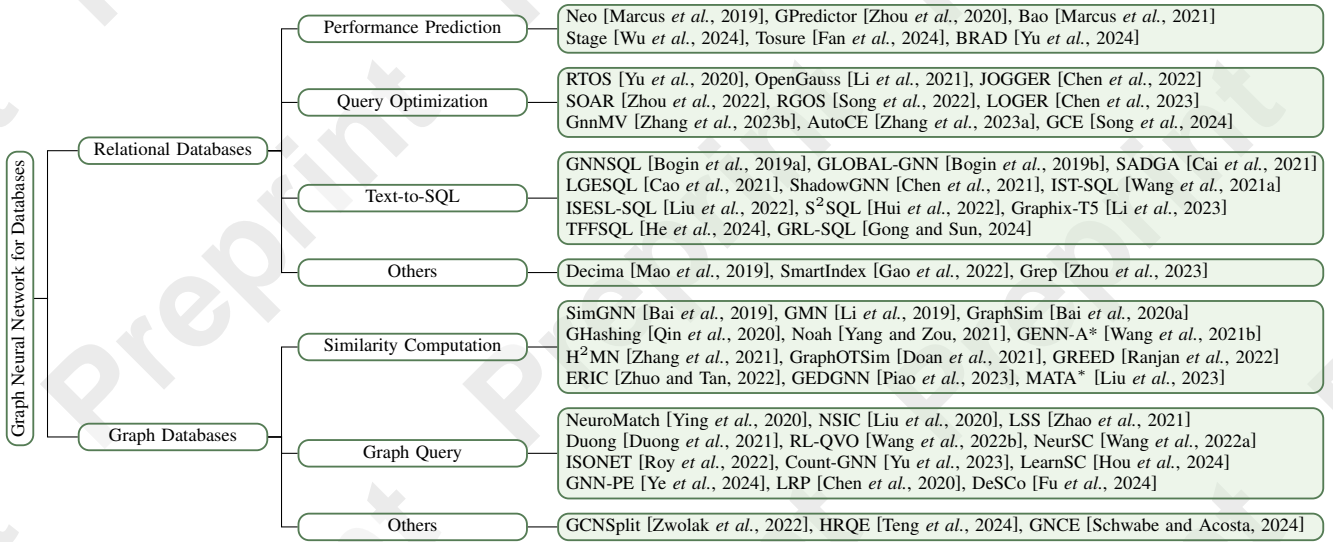 Graph Neural Network for Databases
Relational Databases
Performance Prediction
Neo [Marcus et al., 2019], GPredictor [Zhou et al., 2020], Bao [Marcus et al., 2021]
Stage [Wu et al., 2024], Tosure [Fan et al., 2024], BRAD [Yu et al., 2024]
Query Optimization
RTOS [Yu et al., 2020], OpenGauss [Li et al., 2021], JOGGER [Chen et al., 2022]
SOAR [Zhou et al., 2022], RGOS [Song et al., 2022], LOGER [Chen et al., 2023]
GnnMV [Zhang et al., 2023b], AutoCE [Zhang et al., 2023a], GCE [Song et al., 2024]
Text-to-SQL
GNNSQL [Bogin et al., 2019a], GLOBAL-GNN [Bogin et al., 2019b], SADGA [Cai et al., 2021]
LGESQL [Cao et al., 2021], ShadowGNN [Chen et al., 2021], IST-SQL [Wang et al., 2021a]
ISESL-SQL [Liu et al., 2022], S²SQL [Hui et al., 2022], Graphix-T5 [Li et al., 2023]
TFFSQL [He et al., 2024], GRL-SQL [Gong and Sun, 2024]
Others
Decima [Mao et al., 2019], SmartIndex [Gao et al., 2022], Grep [Zhou et al., 2023]
Graph Databases
Similarity Computation
SimGNN [Bai et al., 2019], GMN [Li et al., 2019], GraphSim [Bai et al., 2020a]
GHashing [Qin et al., 2020], Noah [Yang and Zou, 2021], GENN-A* [Wang et al., 2021b]
H²MN [Zhang et al., 2021], GraphOTSim [Doan et al., 2021], GREED [Ranjan et al., 2022]
ERIC [Zhuo and Tan, 2022], GEDGNN [Piao et al., 2023], MATA* [Liu et al., 2023]
Graph Query
NeuroMatch [Ying et al., 2020], NSIC [Liu et al., 2020], LSS [Zhao et al., 2021]
Duong [Duong et al., 2021], RL-QVO [Wang et al., 2022b], NeurSC [Wang et al., 2022a]
ISONET [Roy et al., 2022], Count-GNN [Yu et al., 2023], LearnSC [Hou et al., 2024]
GNN-PE [Ye et al., 2024], LRP [Chen et al., 2020], DeSCo [Fu et al., 2024]
Others
GCNSplit [Zwolak et al., 2022], HRQE [Teng et al., 2024], GNCE [Schwabe and Acosta, 2024]
Preprint
Preprint
Preprint